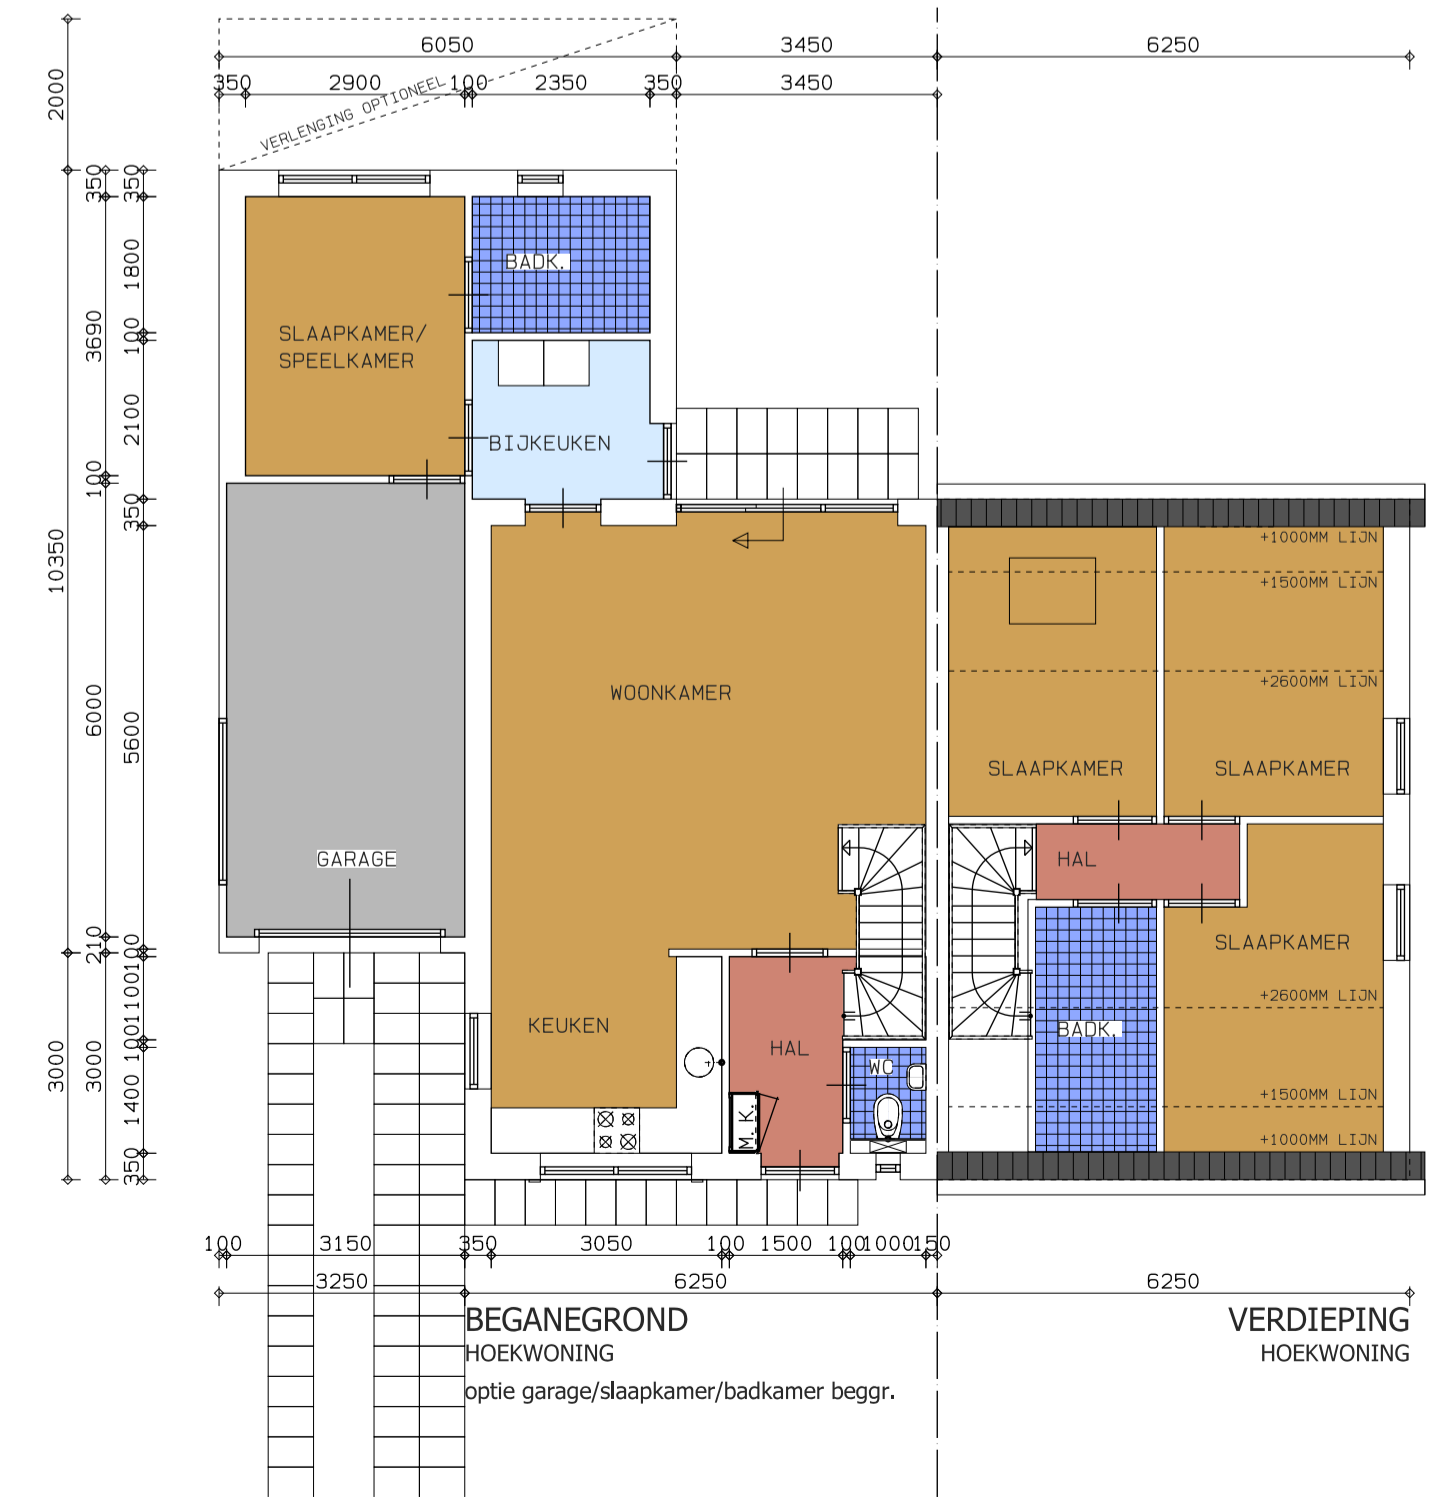 6050 3450 6250
350 2900 100 2350 350 3450
2000
VERLENGING OPTIONEEL
350 350
BADK.
1800
SLAAPKAMER/
SPEELKAMER
3690 100
2100
BIJKEUKEN
100
350
+1000MM LIJN
10350
+1500MM LIJN
+2600MM LIJN
WOONKAMER
6000 5600
SLAAPKAMER SLAAPKAMER
GARAGE
HAL
210 100
SLAAPKAMER
1100
+2600MM LIJN
KEUKEN
BADK.
100
HAL
3000 3000
WC
1400
+1500MM LIJN
M. K.
+1000MM LIJN
350
100 3150 350 3050 100 1500 100 1000 150
3250 6250 6250
BEGANEGROND
HOEKWONING
optie garage/slaapkamer/badkamer beggr.
VERDIEPING
HOEKWONING